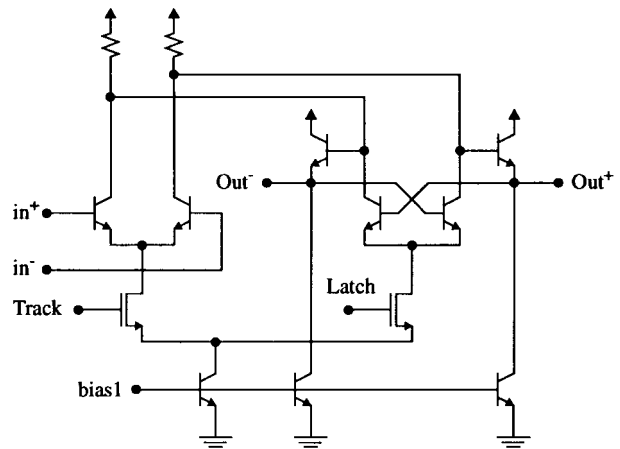 Out⁻
Out⁺
in⁺
in⁻
Latch
Track
bias1